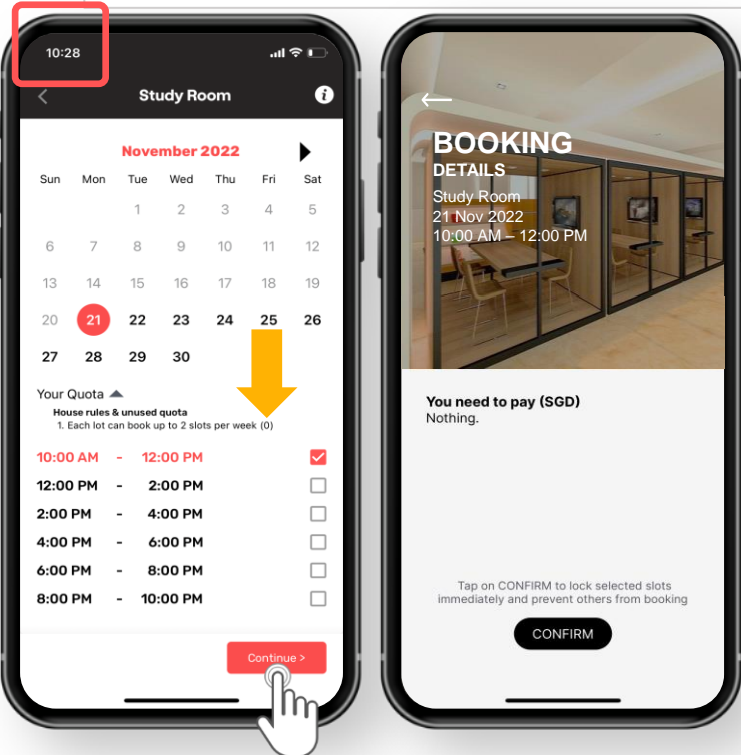 10:28
Study Room
i
November 2022
Sun Mon Tue Wed Thu Fri Sat
1 2 3 4 5
6 7 8 9 10 11 12
13 14 15 16 17 18 19
20 21 22 23 24 25 26
27 28 29 30
Your Quota
House rules & unused quota
1. Each lot can book up to 2 slots per week (0)
10:00 AM - 12:00 PM
12:00 PM - 2:00 PM
2:00 PM - 4:00 PM
4:00 PM - 6:00 PM
6:00 PM - 8:00 PM
8:00 PM - 10:00 PM
Continue >
BOOKING
DETAILS
Study Room
21 Nov 2022
10:00 AM – 12:00 PM
You need to pay (SGD)
Nothing.
Tap on CONFIRM to lock selected slots
immediately and prevent others from booking
CONFIRM